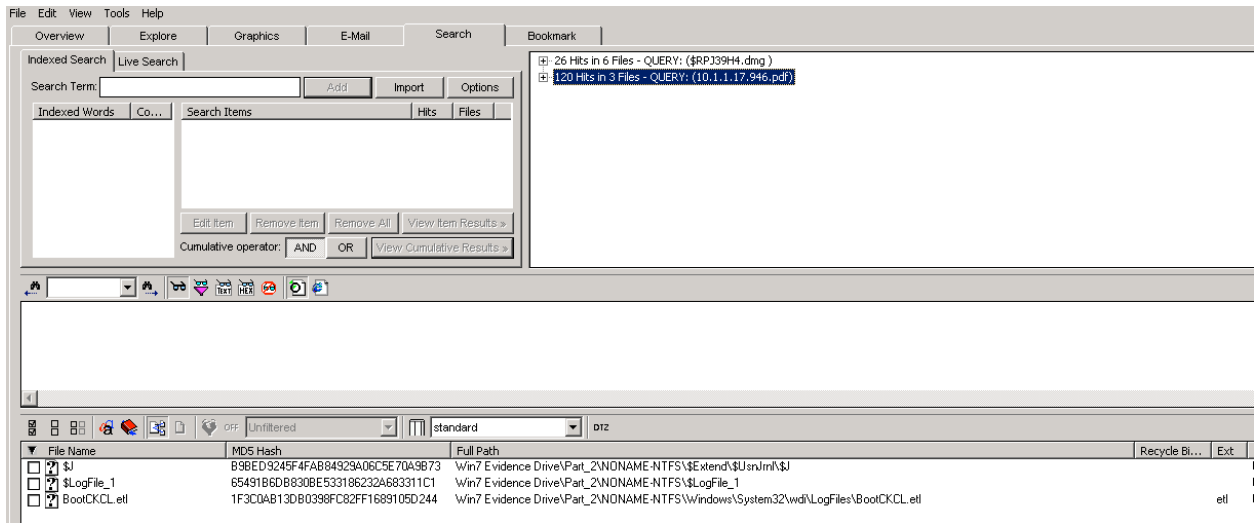 File Edit View Tools Help
Overview Explore Graphics E-Mail Search Bookmark
Indexed Search Live Search
Search Term: Add Import Options
Indexed Words Co... Search Items Hits Files
Edit Item Remove Item Remove All View Item Results »
Cumulative operator: AND OR View Cumulative Results »
26 Hits in 6 Files - QUERY: ($RPJ39H4.dmg )
120 Hits in 3 Files - QUERY: (10.1.1.17.946.pdf)
TEXT HEX
OFF Unfiltered standard DTZ
File Name MD5 Hash Full Path Recycle Bi... Ext
$J B9BED9245F4FAB84929A06C5E70A9B73 Win7 Evidence Drive\Part_2\NONAME-NTFS\$Extend\$UsnJrnl\$J
$LogFile_1 65491B6DB830BE533186232A683311C1 Win7 Evidence Drive\Part_2\NONAME-NTFS\$LogFile_1
BootCKCL.etl 1F3C0AB13DB0398FC82FF1689105D244 Win7 Evidence Drive\Part_2\NONAME-NTFS\Windows\System32\wdi\LogFiles\BootCKCL.etl etl